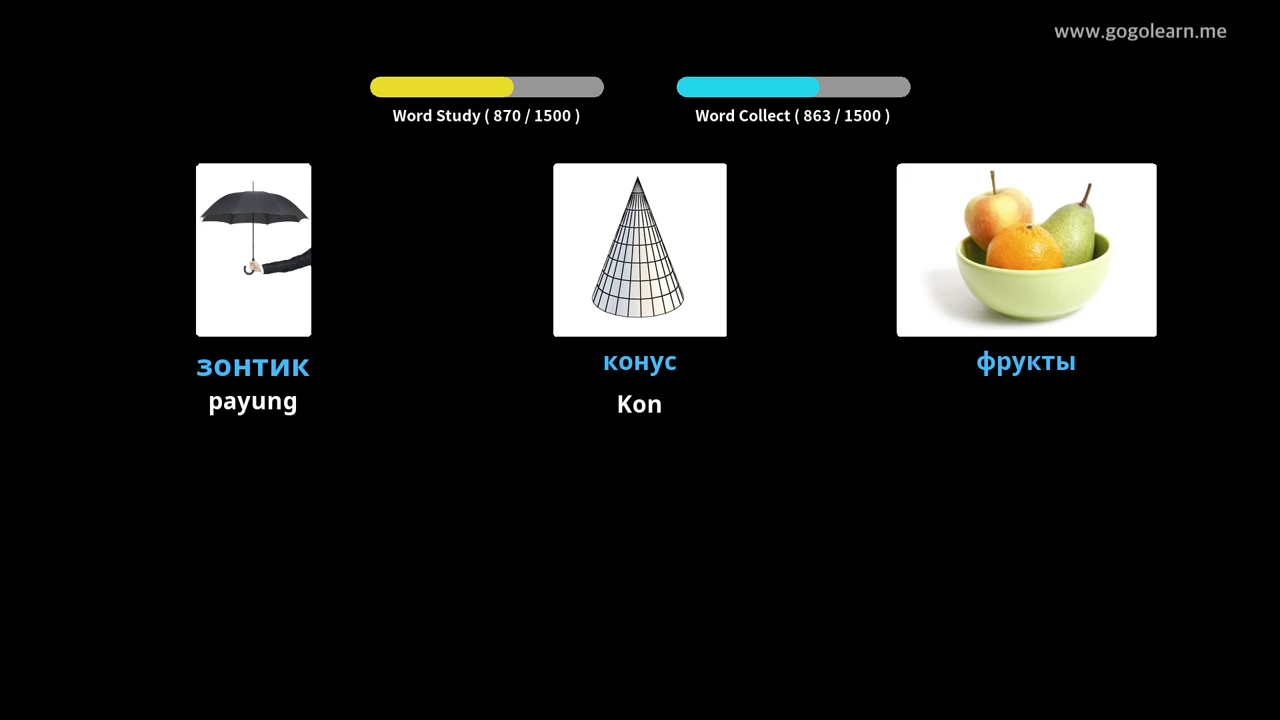 www.gogolearn.me
Word Study ( 870 / 1500 )
Word Collect ( 863 / 1500 )
зонтик
payung
конус
Kon
фрукты